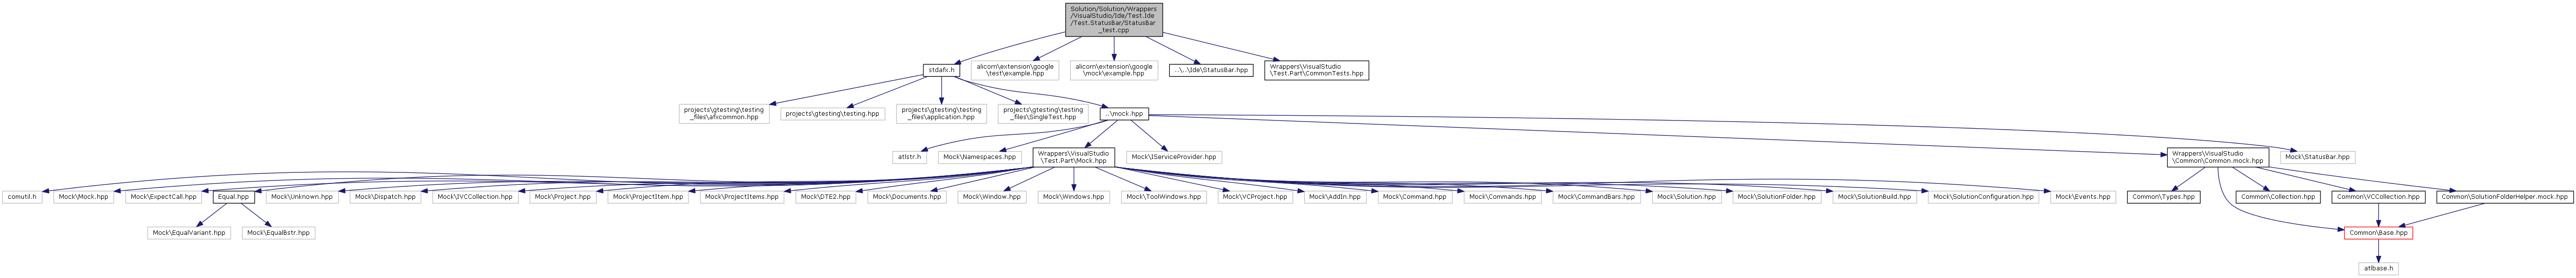 Solution/Solution/Wrappers
/VisualStudio/Ide/Test.Ide
/Test.StatusBar/StatusBar
_test.cpp
stdafx.h
alicorn\extension\google
\test\example.hpp
alicorn\extension\google
\mock\example.hpp
..\..\Ide\StatusBar.hpp
Wrappers\VisualStudio
\Test.Part\CommonTests.hpp
projects\gtesting\testing
_files\afxcommon.hpp
projects\gtesting\testing.hpp
projects\gtesting\testing
_files\application.hpp
projects\gtesting\testing
_files\SingleTest.hpp
..\mock.hpp
atlstr.h
Mock\Namespaces.hpp
Wrappers\VisualStudio
\Test.Part\Mock.hpp
Mock\IServiceProvider.hpp
Wrappers\VisualStudio
\Common\Common.mock.hpp
Mock\StatusBar.hpp
comutil.h
Mock\Mock.hpp
Mock\ExpectCall.hpp
Equal.hpp
Mock\Unknown.hpp
Mock\Dispatch.hpp
Mock\IVCCollection.hpp
Mock\Project.hpp
Mock\ProjectItem.hpp
Mock\ProjectItems.hpp
Mock\DTE2.hpp
Mock\Documents.hpp
Mock\Window.hpp
Mock\Windows.hpp
Mock\ToolWindows.hpp
Mock\VCProject.hpp
Mock\AddIn.hpp
Mock\Command.hpp
Mock\Commands.hpp
Mock\CommandBars.hpp
Mock\Solution.hpp
Mock\SolutionFolder.hpp
Mock\SolutionBuild.hpp
Mock\SolutionConfiguration.hpp
Mock\Events.hpp
Common\Types.hpp
Common\Collection.hpp
Common\VCCollection.hpp
Common\SolutionFolderHelper.mock.hpp
Mock\EqualVariant.hpp
Mock\EqualBstr.hpp
Common\Base.hpp
atlbase.h